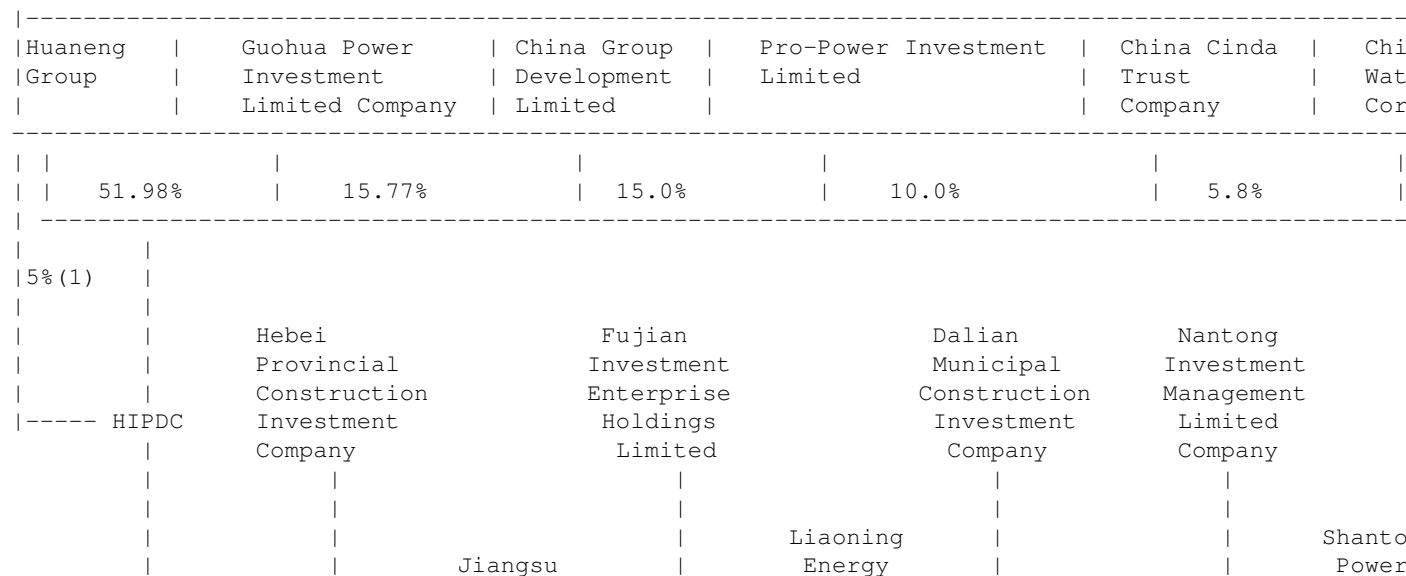 |Huaneng | Guohua Power | China Group | Pro-Power Investment | China Cinda | Chi
|Group | Investment | Development | Limited | Trust | Wat
| | Limited Company | Limited | | Company | Cor
| | | | | | |
| | 51.98% | 15.77% | 15.0% | 10.0% | 5.8% |
|5%(1) |
| | Hebei Fujian Dalian Nantong
| | Provincial Investment Municipal Investment
| | Construction Enterprise Construction Management
|----- HIPDC Investment Holdings Investment Limited
| Company Limited Company Company
| | | | |
| | | | |
| | | Liaoning | | Shanto
| | Jiangsu | Energy | | Power